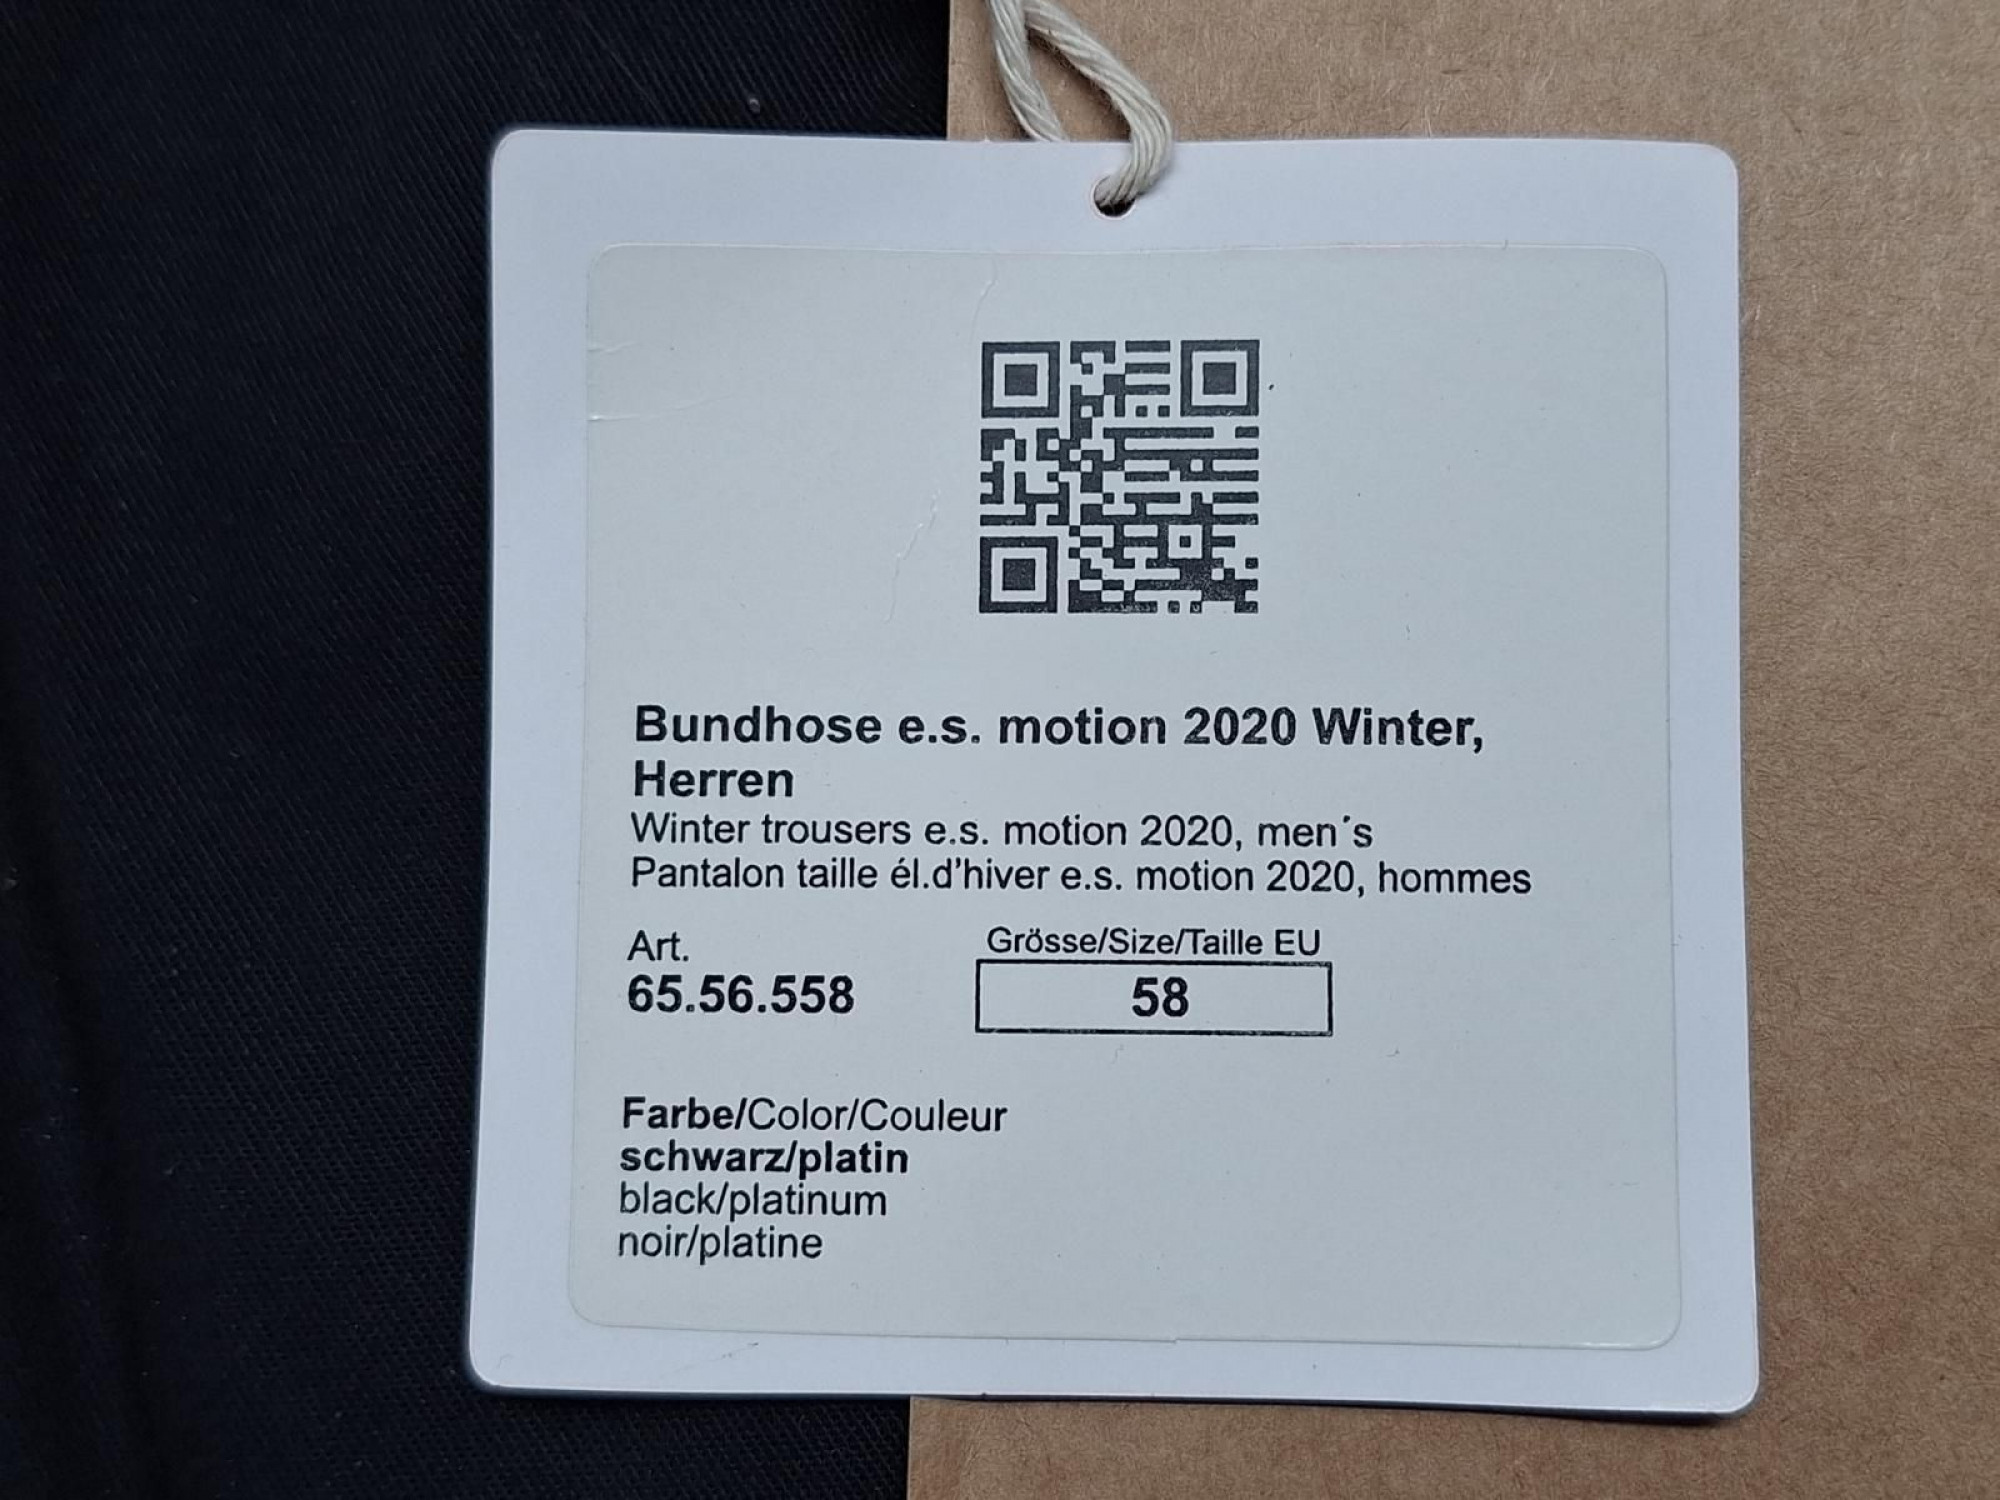 Bundhose e.s. motion 2020 Winter,
Herren
Winter trousers e.s. motion 2020, men´s
Pantalon taille él.d'hiver e.s. motion 2020, hommes
Art.
65.56.558
Grösse/Size/Taille EU
58
Farbe/Color/Couleur
schwarz/platin
black/platinum
noir/platine